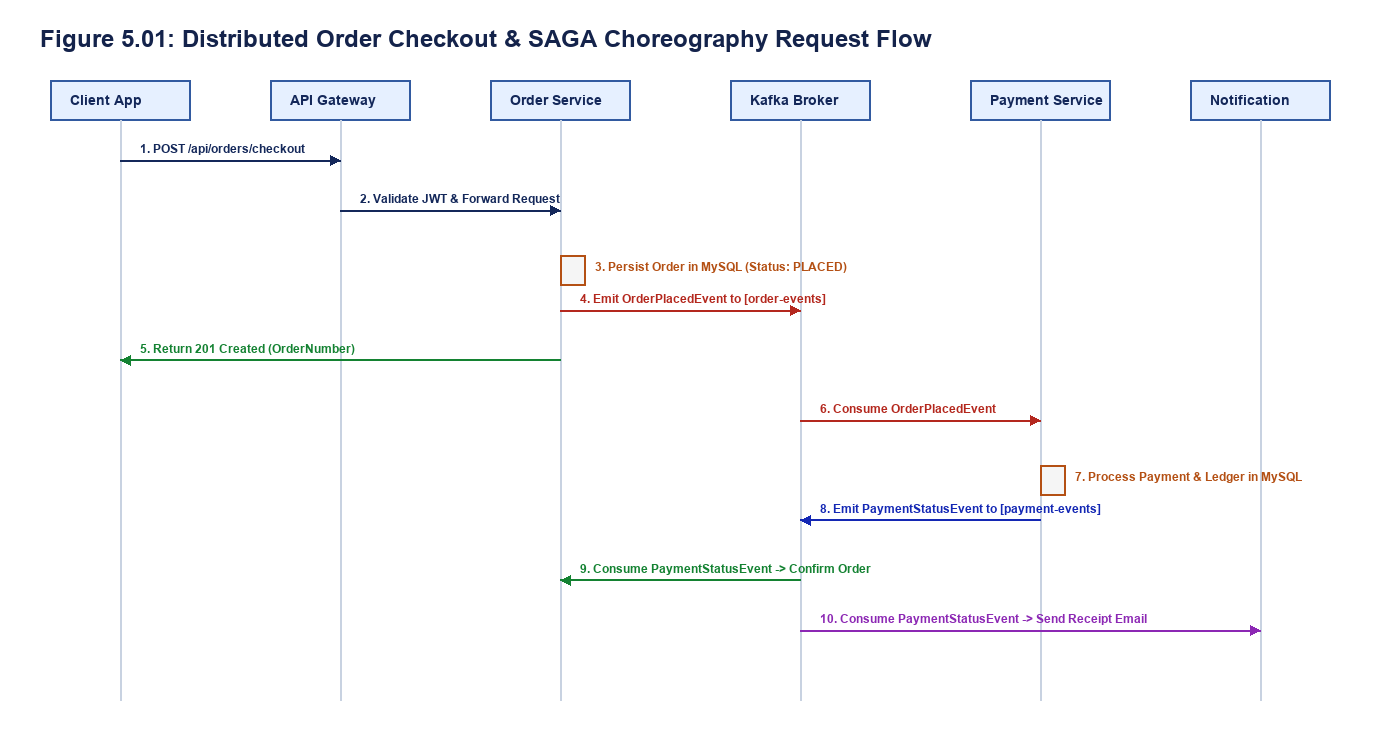 Figure 5.01: Distributed Order Checkout & SAGA Choreography Request Flow
Client App
API Gateway
Order Service
Kafka Broker
Payment Service
Notification
1. POST /api/orders/checkout
2. Validate JWT & Forward Request
3. Persist Order in MySQL (Status: PLACED)
4. Emit OrderPlacedEvent to [order-events]
5. Return 201 Created (OrderNumber)
6. Consume OrderPlacedEvent
7. Process Payment & Ledger in MySQL
8. Emit PaymentStatusEvent to [payment-events]
9. Consume PaymentStatusEvent -> Confirm Order
10. Consume PaymentStatusEvent -> Send Receipt Email